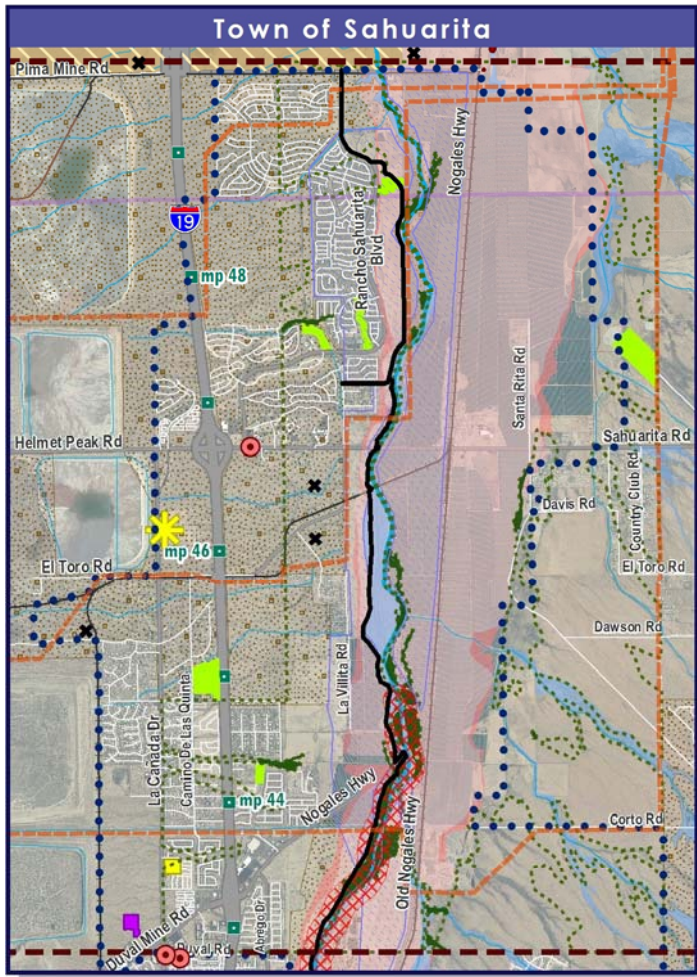 Town of Sahuarita
Pima Mine Rd
Nogales Hwy
19
Rancho Sahuarita
Blvd
mp 48
Santa Rita Rd
Helmet Peak Rd
Sahuarita Rd
Country Club Rd
Davis Rd
mp 46
El Toro Rd
El Toro Rd
Dawson Rd
La Villita Rd
La Cañada Dr
Camino De Las Quinta
mp 44
Nogales Hwy
Old Nogales Hwy
Corto Rd
Abrego Dr
Duval Mine Rd
Duval Rd